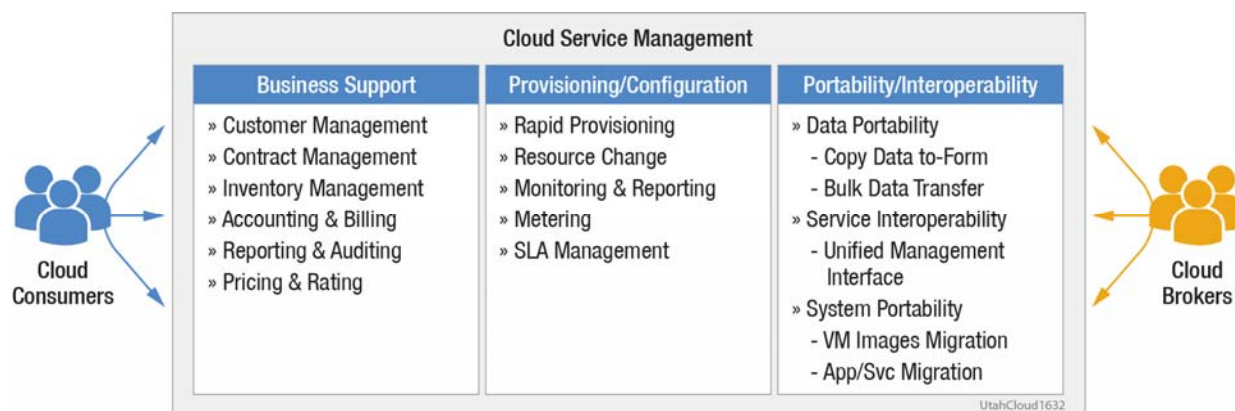 Cloud Service Management
Business Support
» Customer Management
» Contract Management
» Inventory Management
» Accounting & Billing
» Reporting & Auditing
» Pricing & Rating
Provisioning/Configuration
» Rapid Provisioning
» Resource Change
» Monitoring & Reporting
» Metering
» SLA Management
Portability/Interoperability
» Data Portability
- Copy Data to-Form
- Bulk Data Transfer
» Service Interoperability
- Unified Management
Interface
» System Portability
- VM Images Migration
- App/Svc Migration
Cloud
Consumers
Cloud
Brokers
UtahCloud1632